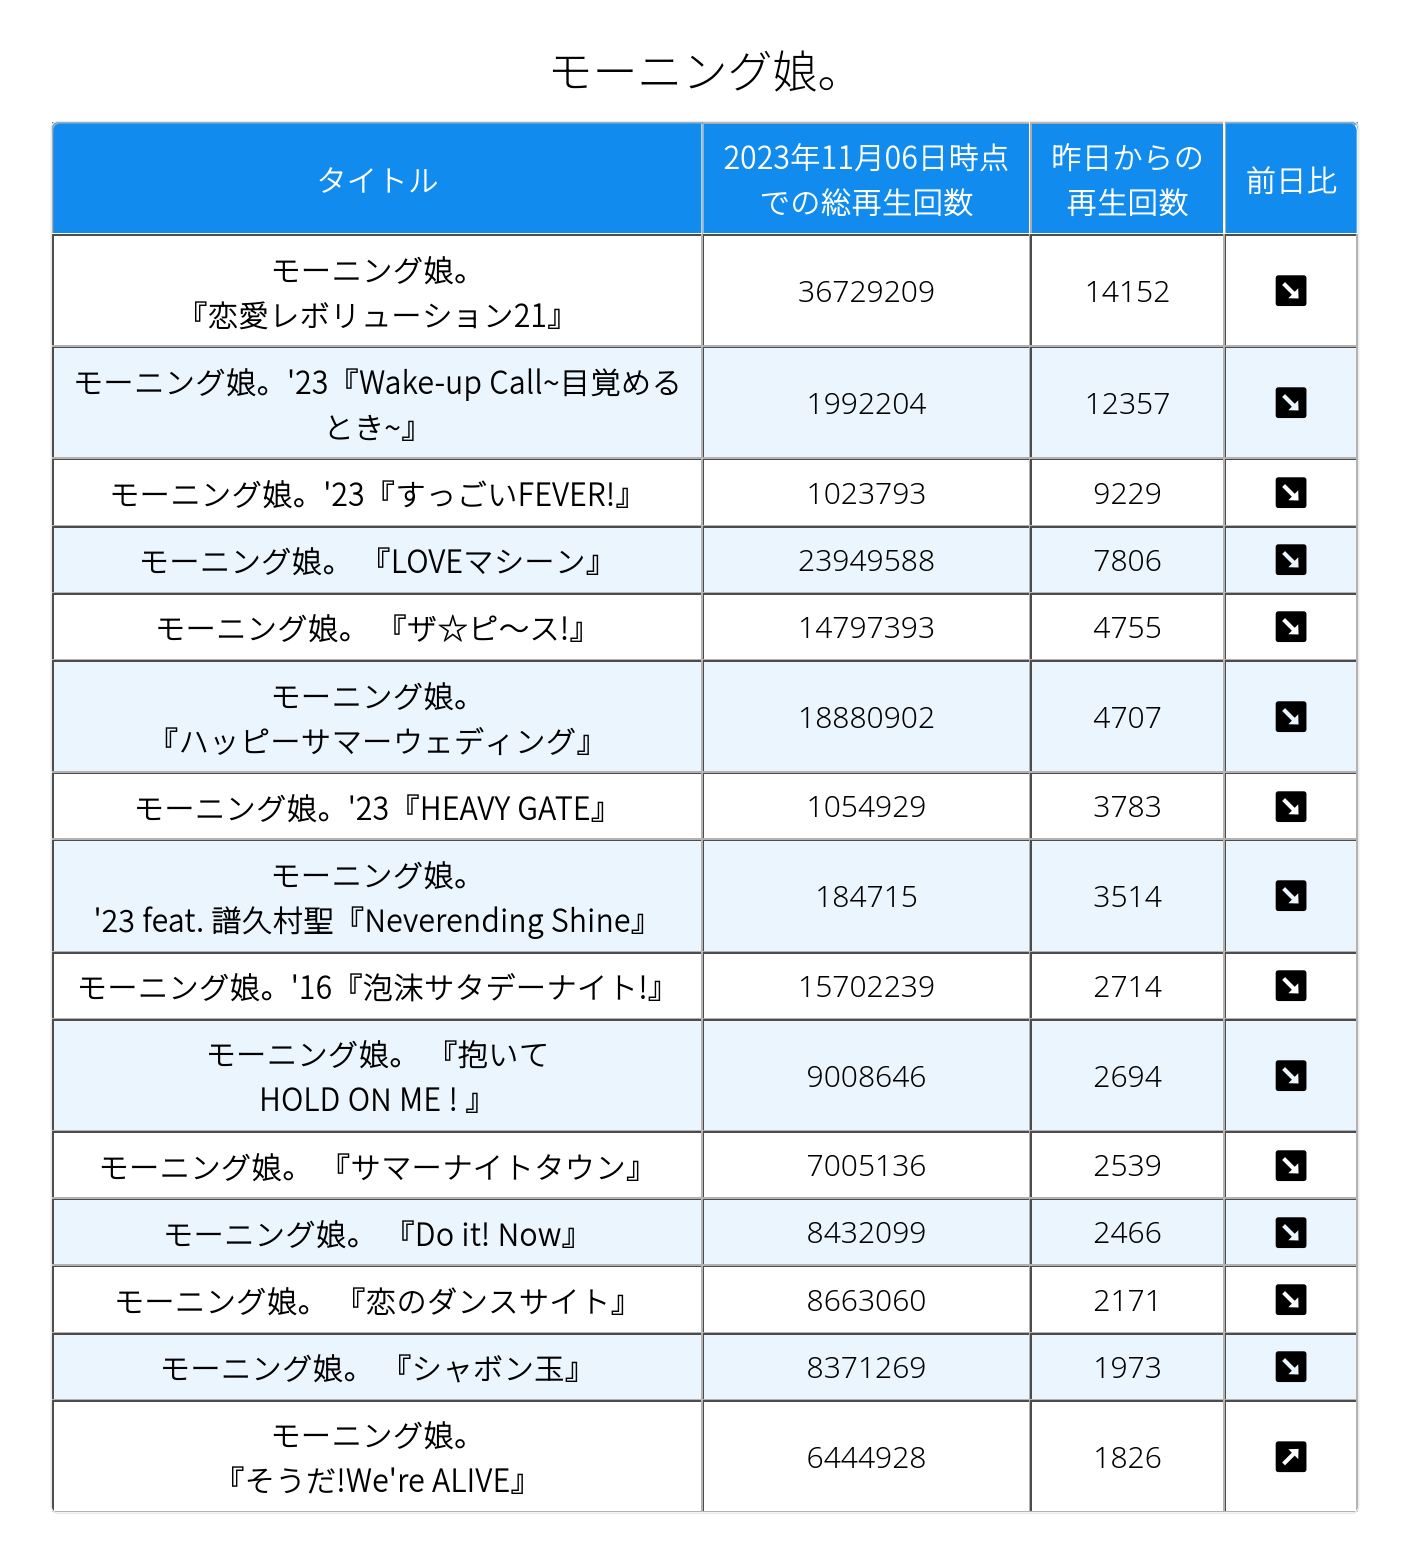 モーニング娘。
タイトル
2023年11月06日時点
での総再生回数
昨日からの
再生回数
前日比
モーニング娘。
『恋愛レボリューション21』
36729209
14152
モーニング娘。'23『Wake-up Call~目覚める
とき~』
1992204
12357
モーニング娘。'23『すっごいFEVER!』
1023793
9229
モーニング娘。 『LOVEマシーン』
23949588
7806
モーニング娘。 『ザ☆ピ〜ス!』
14797393
4755
モーニング娘。
『ハッピーサマーウェディング』
18880902
4707
モーニング娘。'23『HEAVY GATE』
1054929
3783
モーニング娘。
'23 feat. 譜久村聖『Neverending Shine』
184715
3514
モーニング娘。'16『泡沫サタデーナイト!』
15702239
2714
モーニング娘。 『抱いて
HOLD ON ME ! 』
9008646
2694
モーニング娘。 『サマーナイトタウン』
7005136
2539
モーニング娘。 『Do it! Now』
8432099
2466
モーニング娘。 『恋のダンスサイト』
8663060
2171
モーニング娘。 『シャボン玉』
8371269
1973
モーニング娘。
『そうだ!We're ALIVE』
6444928
1826